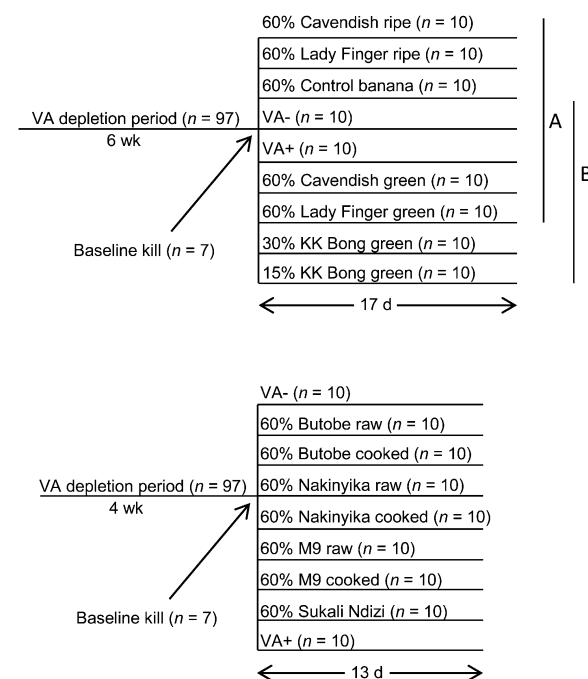 60% Cavendish ripe (n = 10)
60% Lady Finger ripe (n = 10)
60% Control banana (n = 10)
VA depletion period (n = 97)
6 wk
VA- (n = 10)
VA+ (n = 10)
60% Cavendish green (n = 10)
60% Lady Finger green (n = 10)
30% KK Bong green (n = 10)
15% KK Bong green (n = 10)
Baseline kill (n = 7)
A
B
17 d
VA- (n = 10)
60% Butobe raw (n = 10)
60% Butobe cooked (n = 10)
VA depletion period (n = 97)
4 wk
60% Nakinyika raw (n = 10)
60% Nakinyika cooked (n = 10)
60% M9 raw (n = 10)
60% M9 cooked (n = 10)
60% Sukali Ndizi (n = 10)
VA+ (n = 10)
Baseline kill (n = 7)
13 d